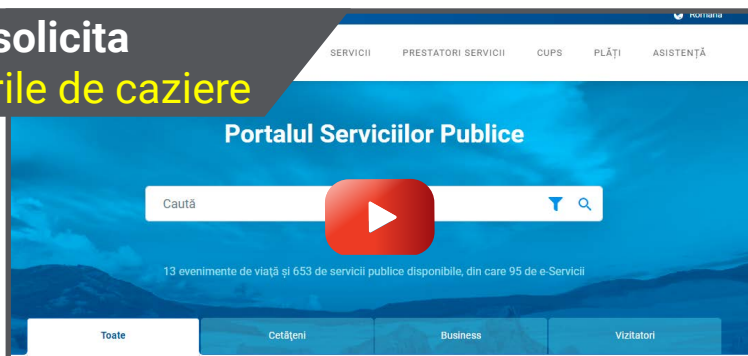 solicita
rile de caziere
Română
SERVICII PRESTATORI SERVICII CUPS PLĂȚI ASISTENȚĂ
Portalul Serviciilor Publice
Caută
13 evenimente de viață și 653 de servicii publice disponibile, din care 95 de e-Servicii
Toate Cetățeni Business Vizitatori